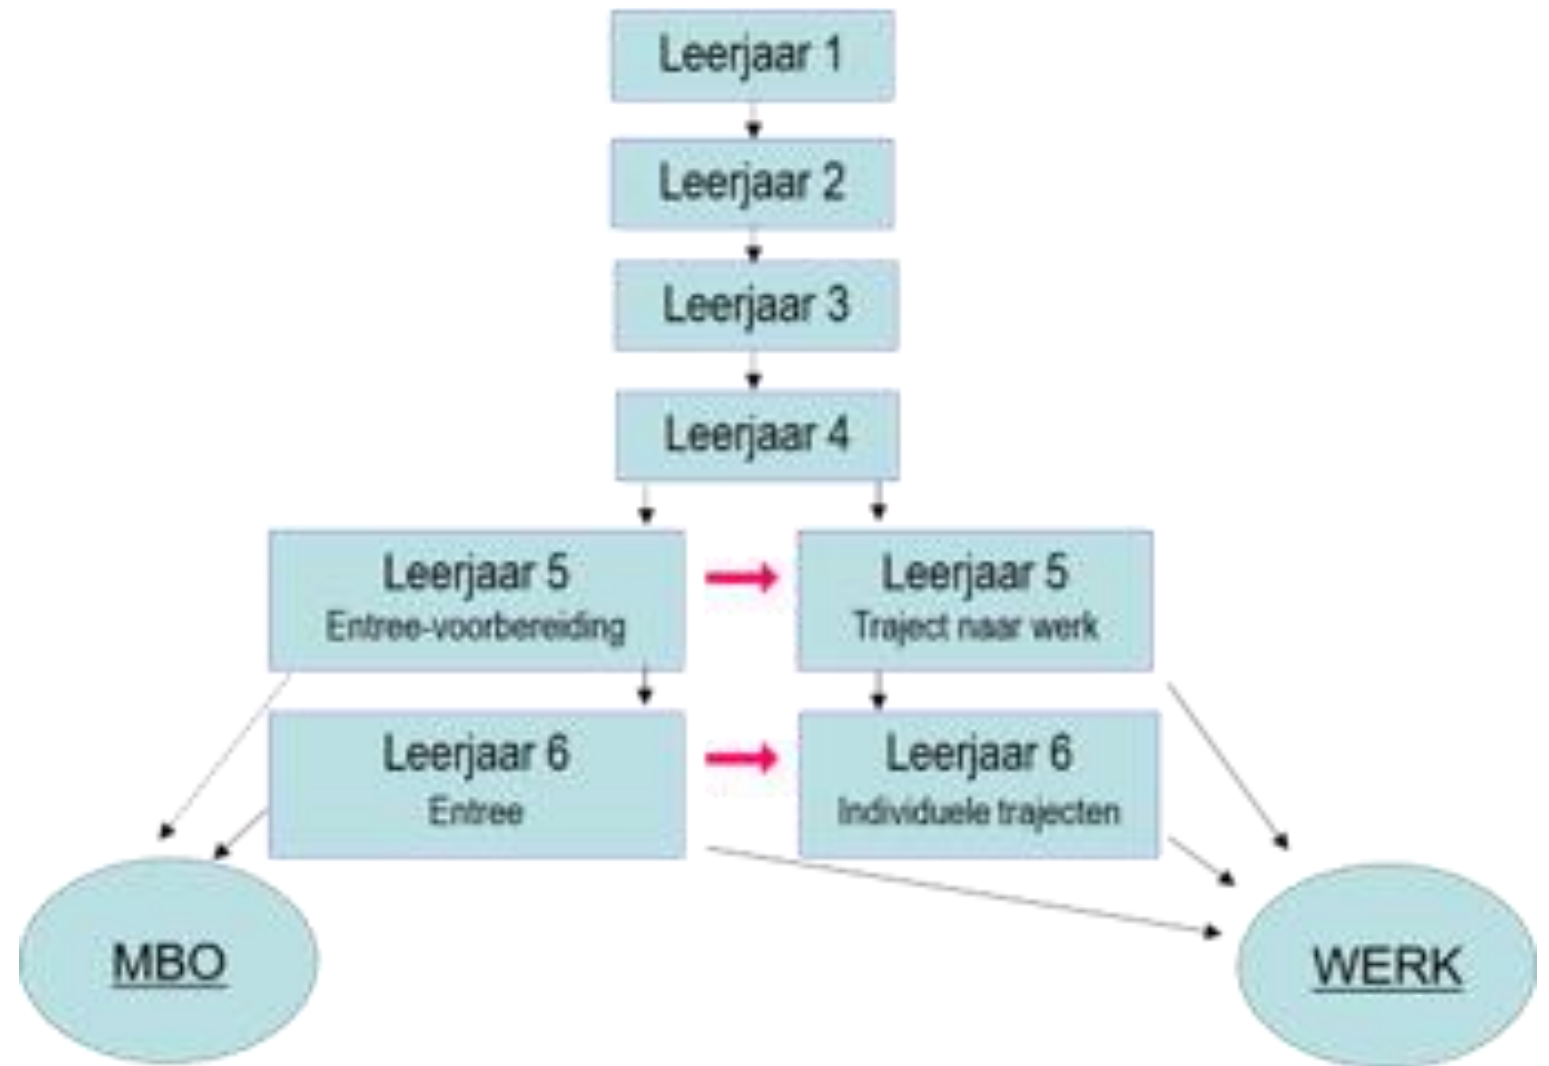 Leerjaar 1
Leerjaar 2
Leerjaar 3
Leerjaar 4
Leerjaar 5
Entree-voorbereiding
Leerjaar 5
Traject naar werk
Leerjaar 6
Entree
Leerjaar 6
Individuele trajecten
MBO
WERK